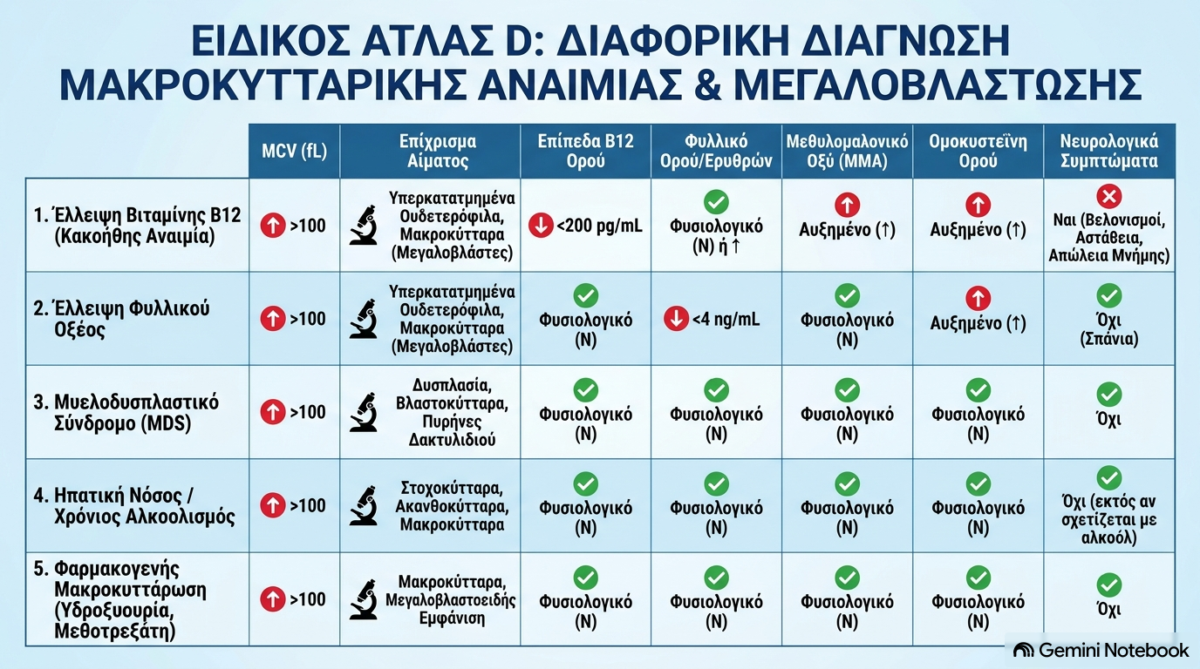 ΕΙΔΙΚΟΣ ΑΤΛΑΣ D: ΔΙΑΦΟΡΙΚΗ ΔΙΑΓΝΩΣΗ
ΜΑΚΡΟΚΥΤΤΑΡΙΚΗΣ ΑΝΑΙΜΙΑΣ & ΜΕΓΑΛΟΒΛΑΣΤΩΣΗΣ
MCV (fL)
Επίχρισμα
Αίματος
Επίπεδα B12
Ορού
Φυλλικό
Ορού/Ερυθρών
Μεθυλομαλονικό
Οξύ (MMA)
Ομοκυστεΐνη
Ορού
Νευρολογικά
Συμπτώματα
1. Έλλειψη Βιταμίνης B12
(Κακοήθης Αναιμία)
>100
Υπερκατατμημένα
Ουδετερόφιλα,
Μακροκύτταρα
(Μεγαλοβλάστες)
<200 pg/mL
Φυσιολογικό
(N) ή ↑
Αυξημένο (↑)
Αυξημένο (↑)
Ναι (Βελονισμοί,
Αστάθεια,
Απώλεια Μνήμης)
2. Έλλειψη Φυλλικού
Οξέος
>100
Υπερκατατμημένα
Ουδετερόφιλα,
Μακροκύτταρα
(Μεγαλοβλάστες)
Φυσιολογικό
(N)
<4 ng/mL
Φυσιολογικό
(N)
Αυξημένο (↑)
Όχι
(Σπάνια)
3. Μυελοδυσπλαστικό
Σύνδρομο (MDS)
>100
Δυσπλασία,
Βλαστοκύτταρα,
Πυρήνες
Δακτυλιδιού
Φυσιολογικό
(N)
Φυσιολογικό
(N)
Φυσιολογικό
(N)
Φυσιολογικό
(N)
Όχι
4. Ηπατική Νόσος /
Χρόνιος Αλκοολισμός
>100
Στοχοκύτταρα,
Ακανθοκύτταρα,
Μακροκύτταρα
Φυσιολογικό
(N)
Φυσιολογικό
(N)
Φυσιολογικό
(N)
Φυσιολογικό
(N)
Όχι (εκτός αν
σχετίζεται με
αλκοόλ)
5. Φαρμακογενής
Μακροκυττάρωση
(Υδροξυουρία,
Μεθοτρεξάτη)
>100
Μακροκύτταρα,
Μεγαλοβλαστοειδής
Εμφάνιση
Φυσιολογικό
(N)
Φυσιολογικό
(N)
Φυσιολογικό
(N)
Φυσιολογικό
(N)
Όχι
Gemini Notebook